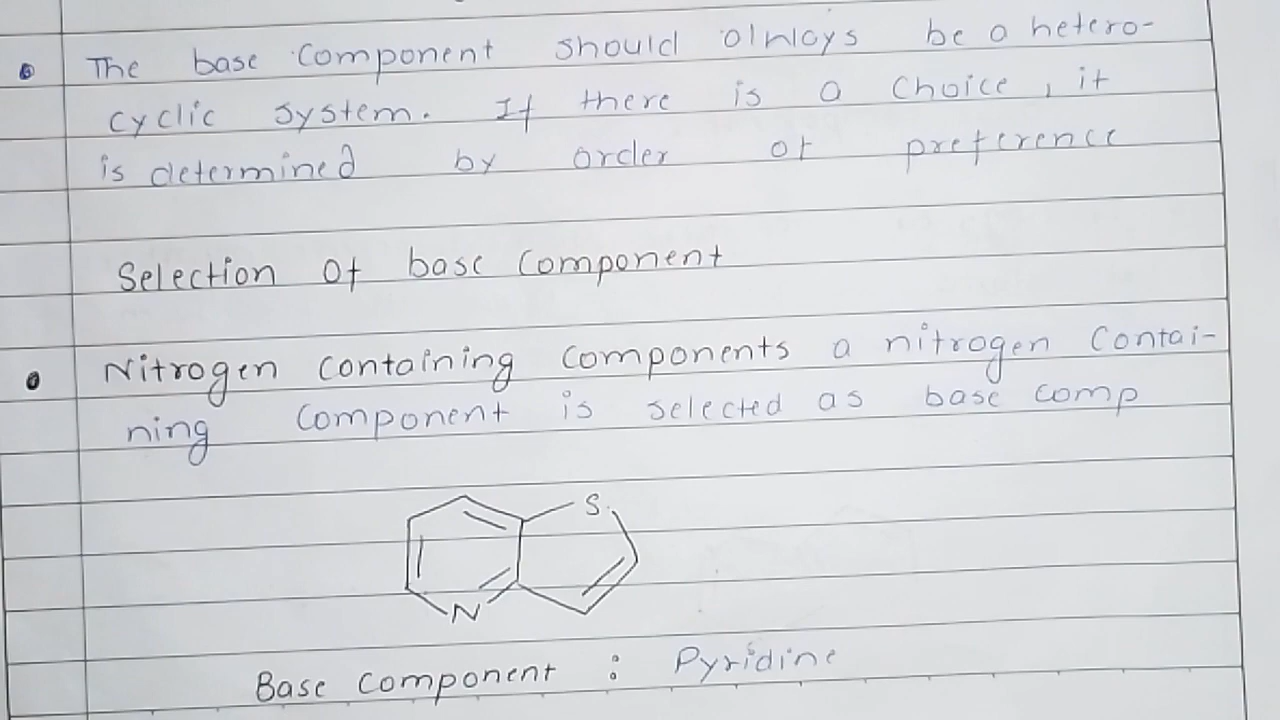 The base component should always be a hetero-
cyclic system. If there is a choice, it
is determined by order of preference
Selection of base component
Nitrogen containing components a nitrogen contai-
ning component is selected as base comp
S
N
Base component : Pyridine